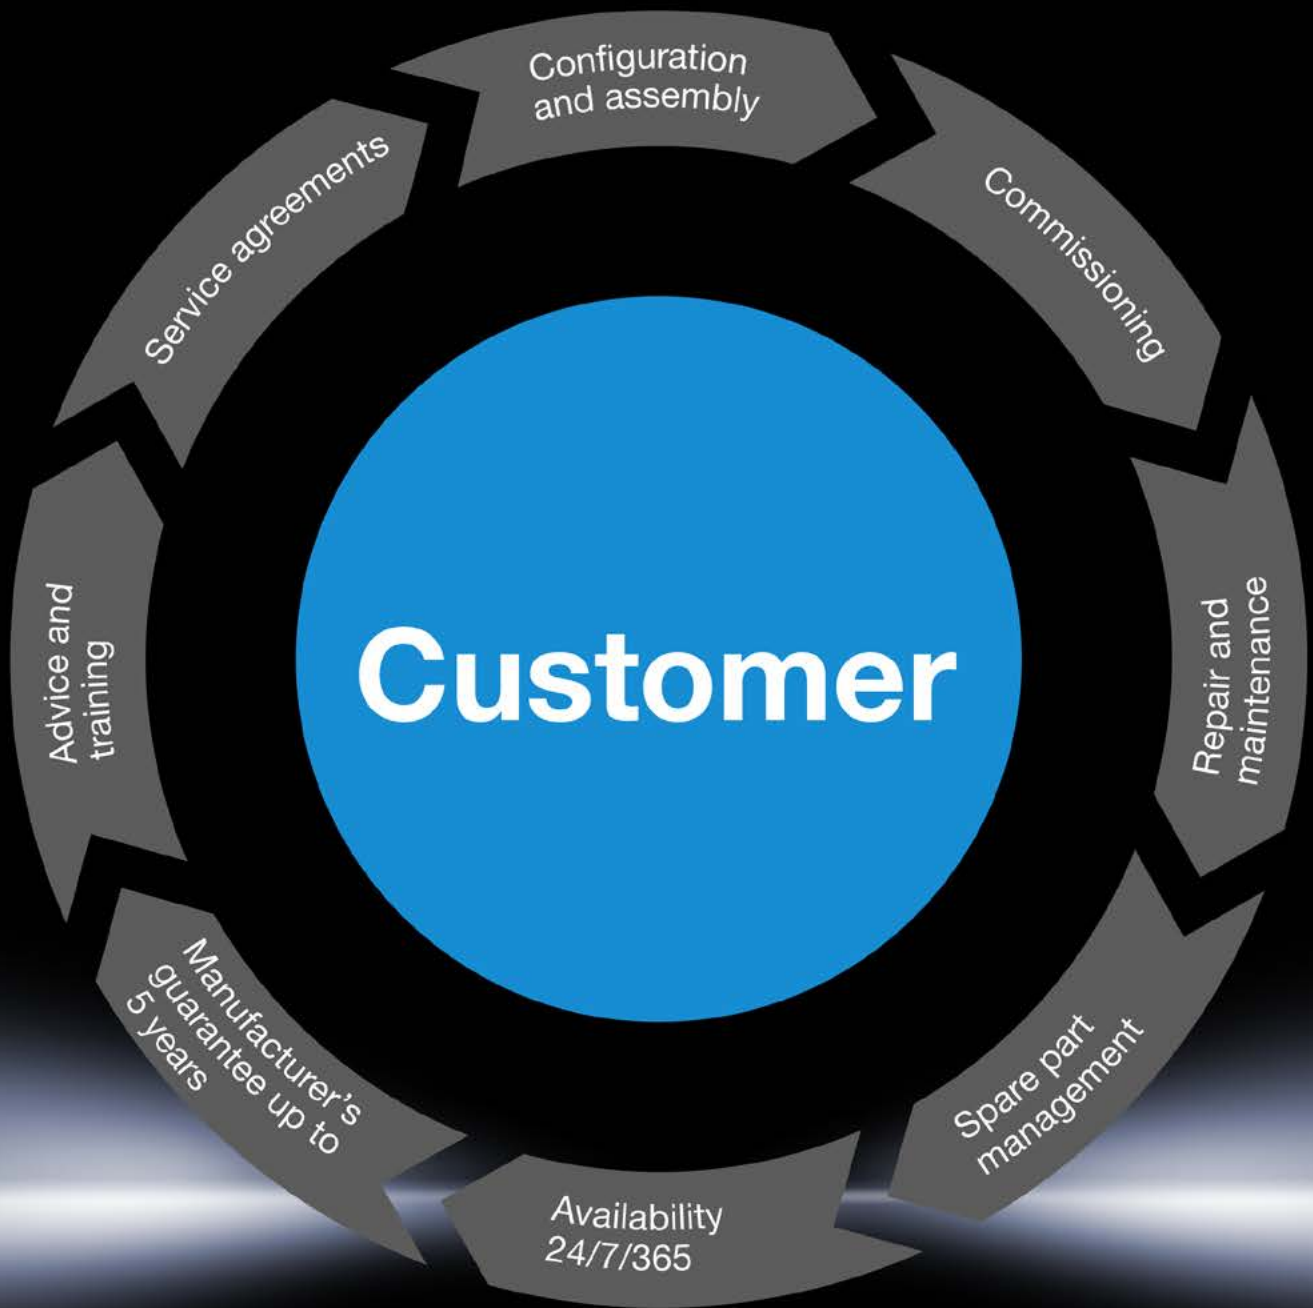 Configuration
and assembly
Commissioning
Repair and
maintenance
Spare part
management
Availability
24/7/365
Manufacturer's
guarantee up to
5 years
Advice and
training
Service agreements
Customer